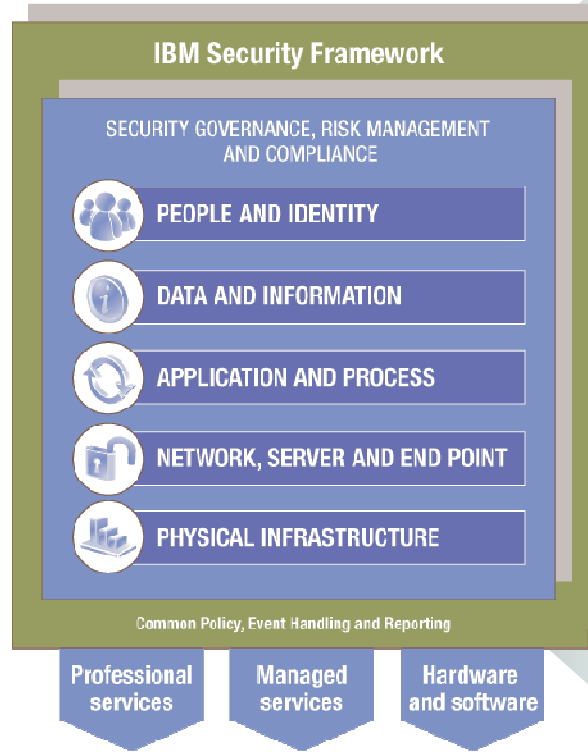 IBM Security Framework
SECURITY GOVERNANCE, RISK MANAGEMENT
AND COMPLIANCE
PEOPLE AND IDENTITY
DATA AND INFORMATION
APPLICATION AND PROCESS
NETWORK, SERVER AND END POINT
PHYSICAL INFRASTRUCTURE
Common Policy, Event Handling and Reporting
Professional
services
Managed
services
Hardware
and software